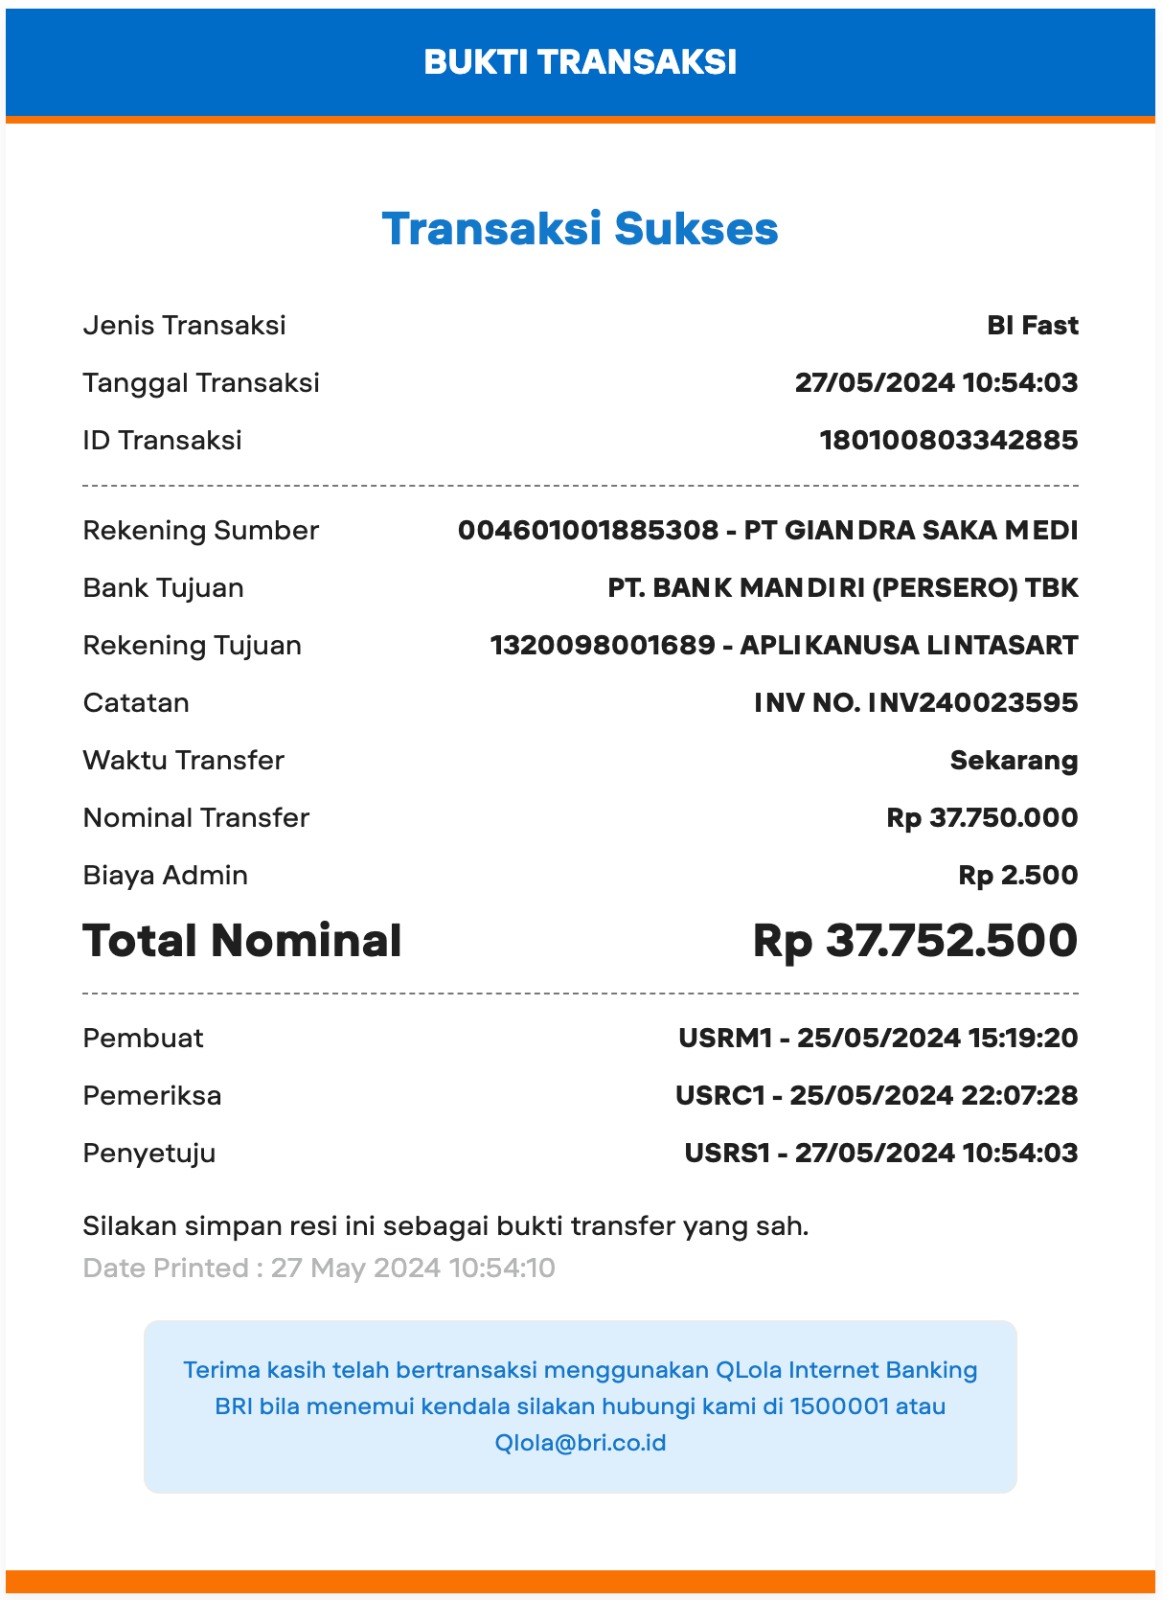 BUKTI TRANSAKSI
Transaksi Sukses
Jenis Transaksi BI Fast
Tanggal Transaksi 27/05/2024 10:54:03
ID Transaksi 180100803342885
Rekening Sumber 004601001885308 - PT GIANDRA SAKA MEDI
Bank Tujuan PT. BANK MANDIRI (PERSERO) TBK
Rekening Tujuan 1320098001689 - APLIKANUSA LINTASART
Catatan INV NO. INV240023595
Waktu Transfer Sekarang
Nominal Transfer Rp 37.750.000
Biaya Admin Rp 2.500
Total Nominal Rp 37.752.500
Pembuat USRM1 - 25/05/2024 15:19:20
Pemeriksa USRC1 - 25/05/2024 22:07:28
Penyetuju USRS1 - 27/05/2024 10:54:03
Silakan simpan resi ini sebagai bukti transfer yang sah.
Date Printed : 27 May 2024 10:54:10
Terima kasih telah bertransaksi menggunakan QLola Internet Banking
BRI bila menemui kendala silakan hubungi kami di 1500001 atau
Qlola@bri.co.id